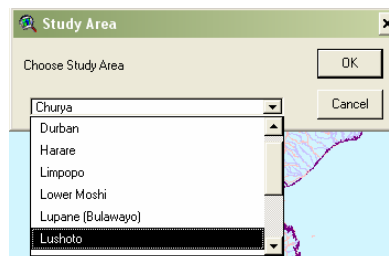 Study Area
Choose Study Area
OK
Churya
Cancel
Durban
Harare
Limpopo
Lower Moshi
Lupane (Bulawayo)
Lushoto